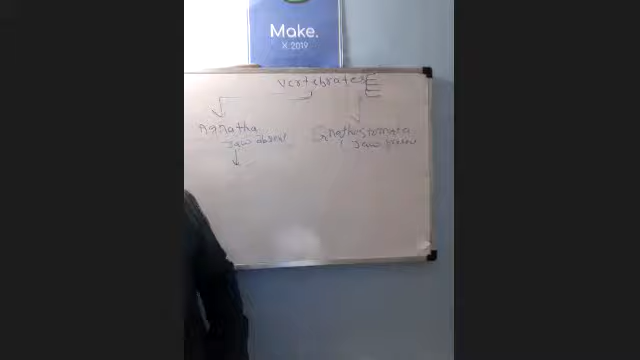 Make.
X.2019
vertebrates
Agnatha
Jaw absent
gnathostomata
Jaw present